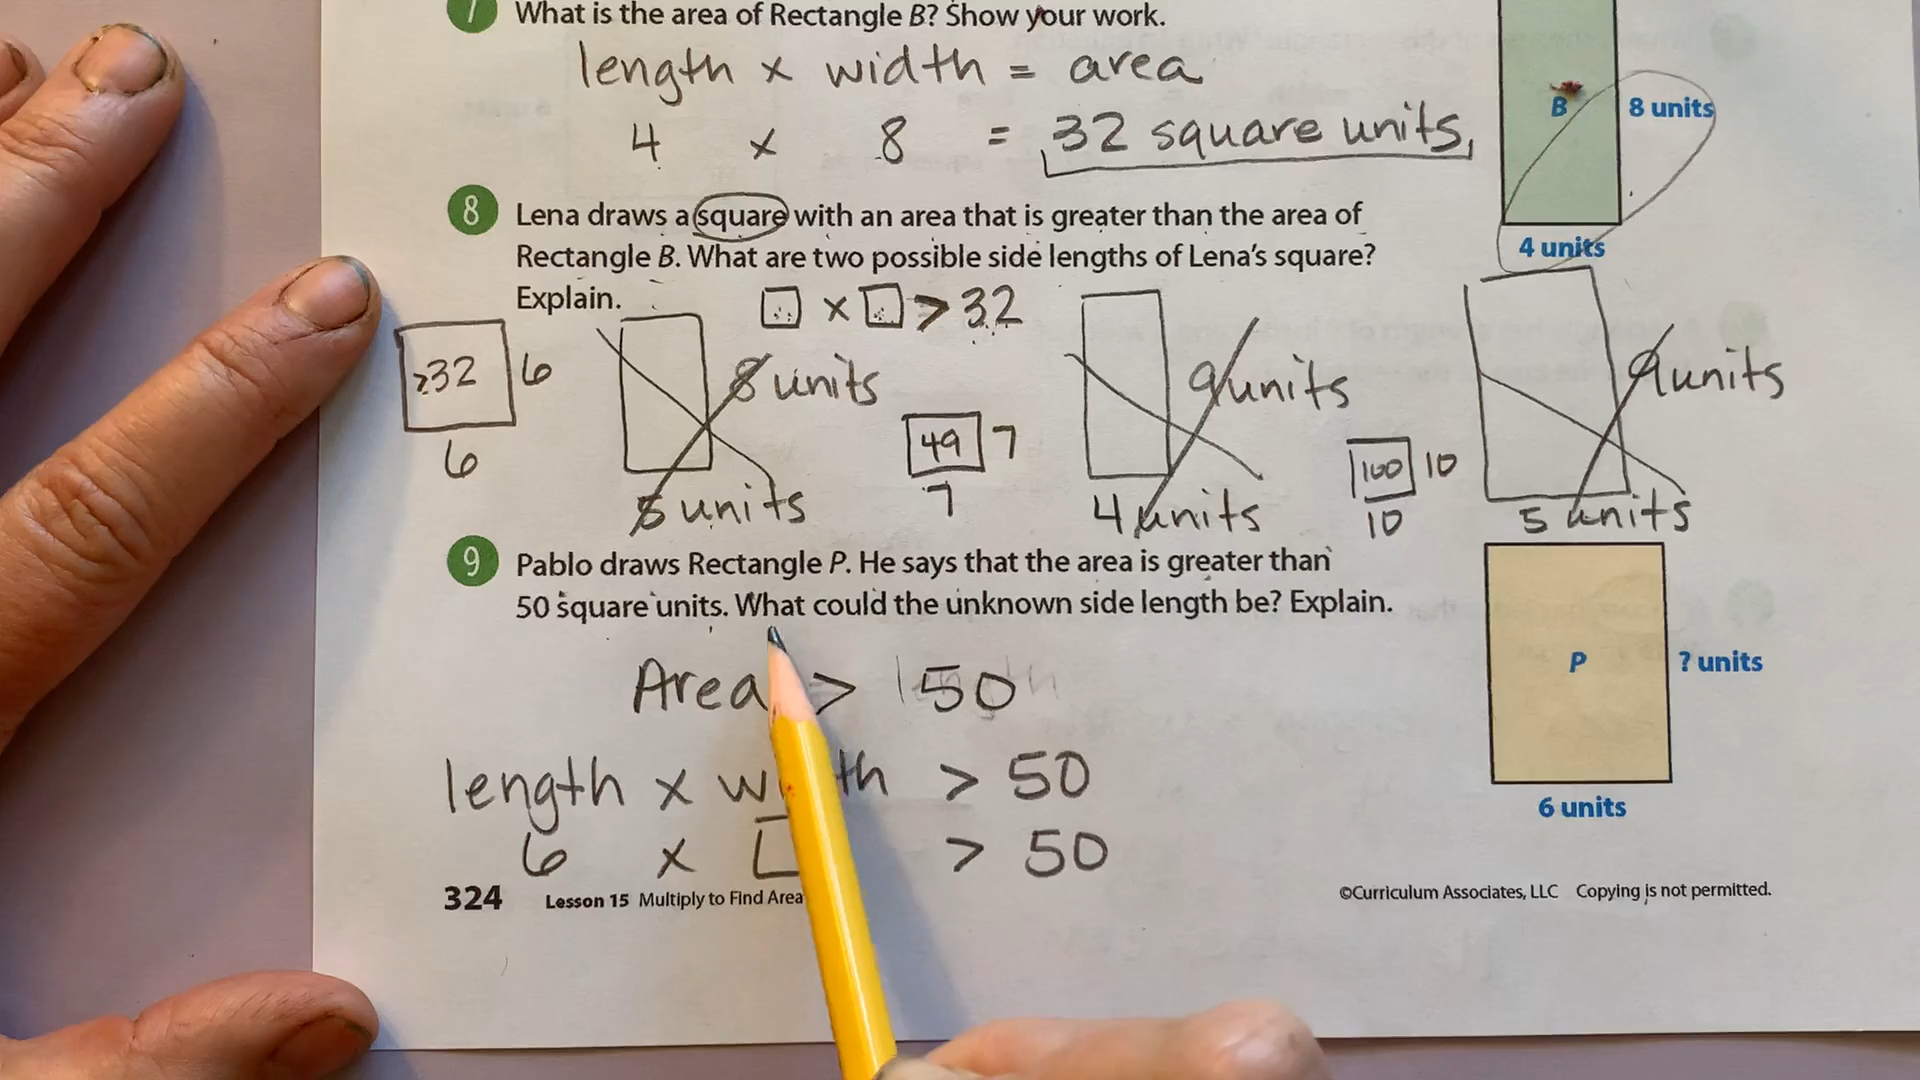 7 What is the area of Rectangle B? Show your work.
length x width = area
4 x 8 = 32 square units
B
8 units
4 units
8 Lena draws a square with an area that is greater than the area of
Rectangle B. What are two possible side lengths of Lena's square?
Explain.
□ x □ > 32
>32 6
6
8 units
units
49 7
7
9 units
4 units
100 10
10
9 units
5 units
9 Pablo draws Rectangle P. He says that the area is greater than
50 square units. What could the unknown side length be? Explain.
P
? units
6 units
Area > 50
length x width > 50
6 x □ > 50
324 Lesson 15 Multiply to Find Area
©Curriculum Associates, LLC Copying is not permitted.